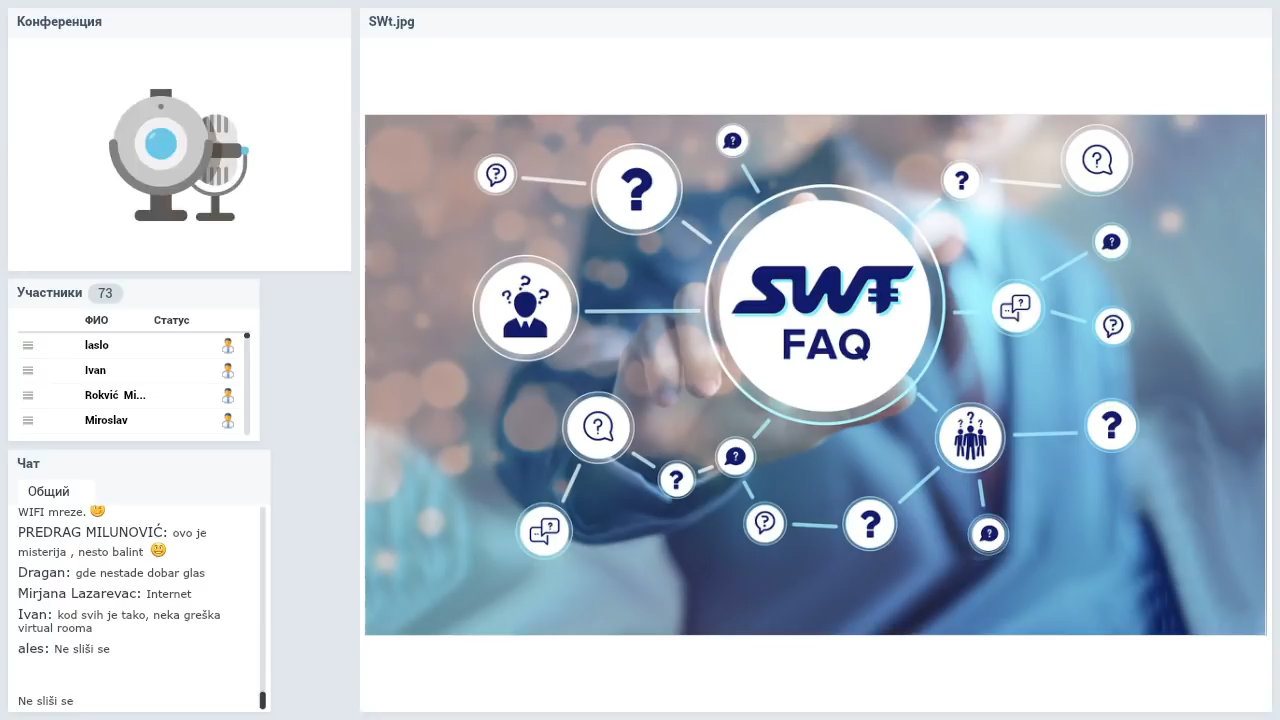 Конференция
SWt.jpg
Участники 73
ФИО Статус
laslo
Ivan
Rokvić Mi...
Miroslav
Чат
Общий
WIFI mreze.
PREDRAG MILUNOVIĆ: ovo je
misterija , nesto balint
Dragan: gde nestade dobar glas
Mirjana Lazarevac: Internet
Ivan: kod svih je tako, neka greška
virtual rooma
ales: Ne sliši se
Ne sliši se
SWT
FAQ